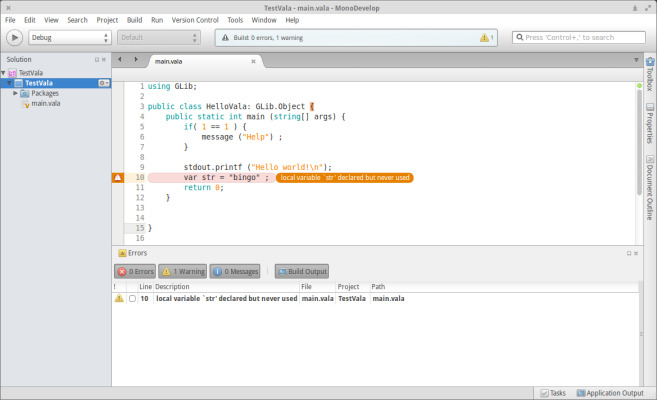 TestVala - main.vala - MonoDevelop
File Edit View Search Project Build Run Version Control Tools Window Help
Debug Default Build: 0 errors, 1 warning 1 Press 'Control+,' to search
Solution
TestVala
TestVala
Packages
main.vala
main.vala
1 using GLib;
2
3 public class HelloVala: GLib.Object {
4 public static int main (string[] args) {
5 if( 1 == 1 ) {
6 message ("Help") ;
7 }
8
9 stdout.printf ("Hello world!\n");
10 var str = "bingo" ; local variable `str' declared but never used
11 return 0;
12 }
13
14
15 }
16
Toolbox
Properties
Document Outline
Errors
0 Errors 1 Warning 0 Messages Build Output
! Line Description File Project Path
10 local variable `str' declared but never used main.vala TestVala main.vala
Tasks Application Output